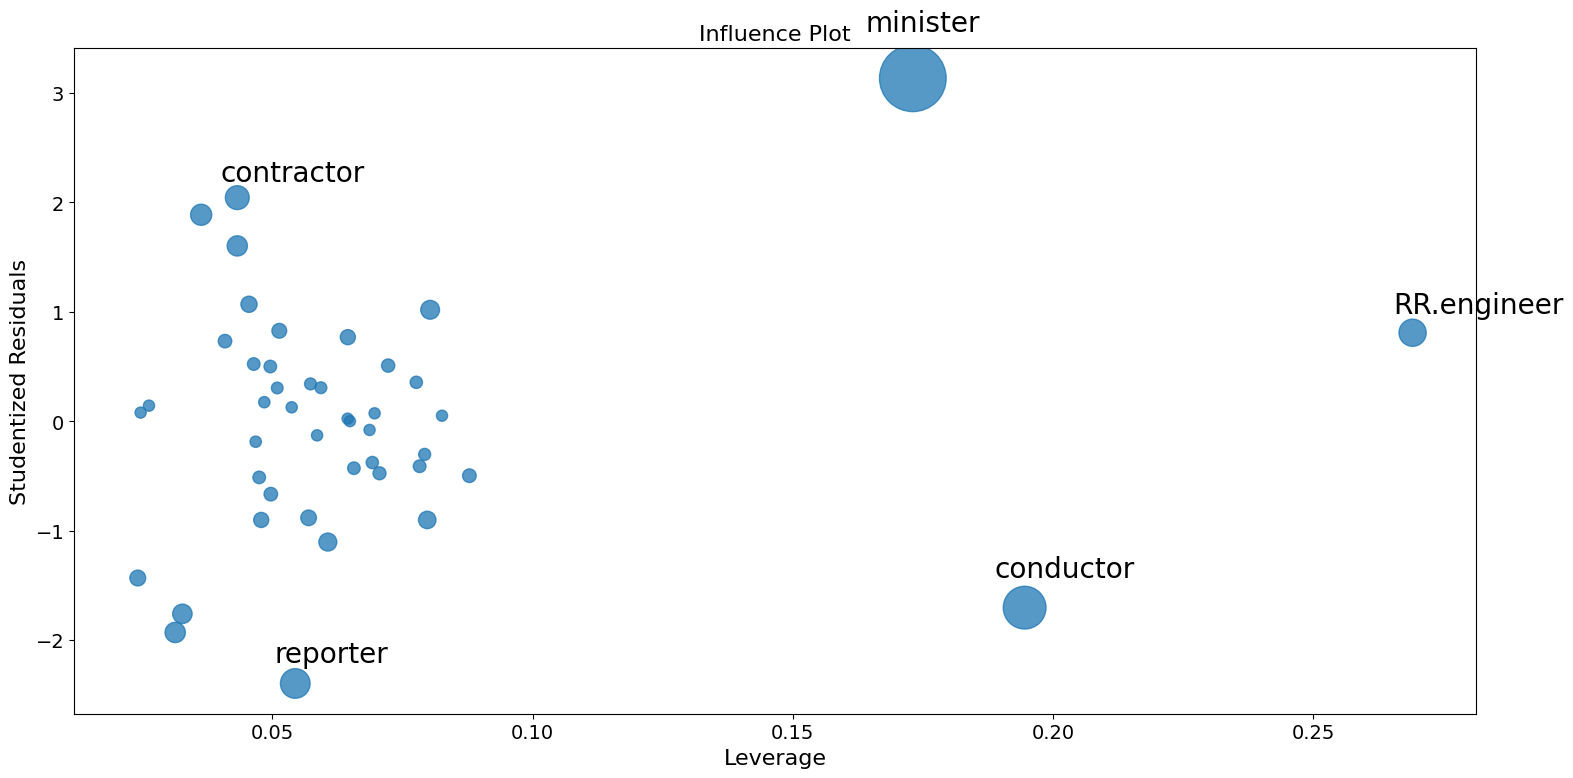 minister
Influence Plot
contractor
RR.engineer
conductor
reporter
Studentized Residuals
3
2
1
0
−1
−2
0.05
0.10
0.15
0.20
0.25
Leverage